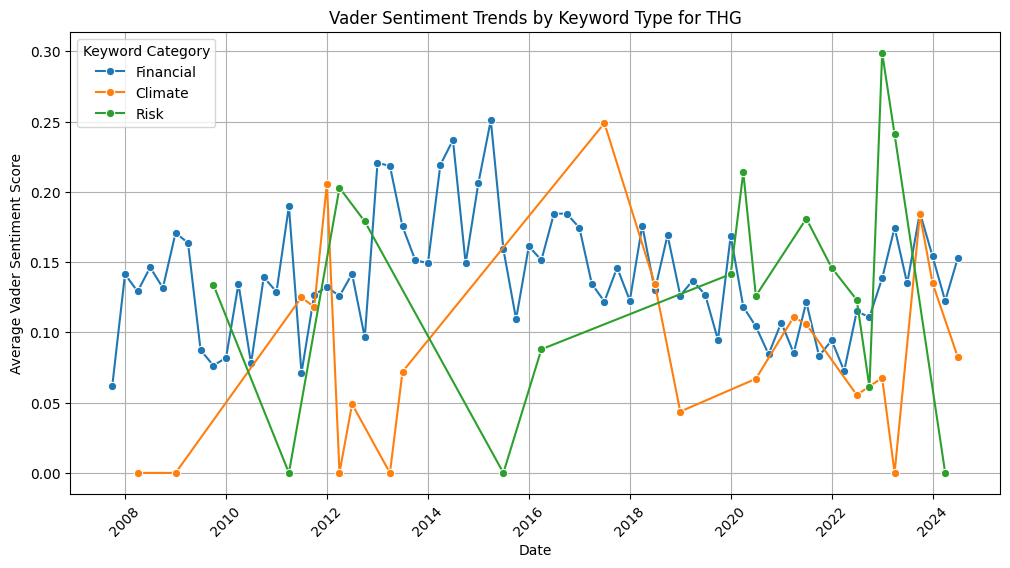 Vader Sentiment Trends by Keyword Type for THG
Keyword Category
Financial
Climate
Risk
Average Vader Sentiment Score
0.30
0.25
0.20
0.15
0.10
0.05
0.00
2008
2010
2012
2014
2016
2018
2020
2022
2024
Date